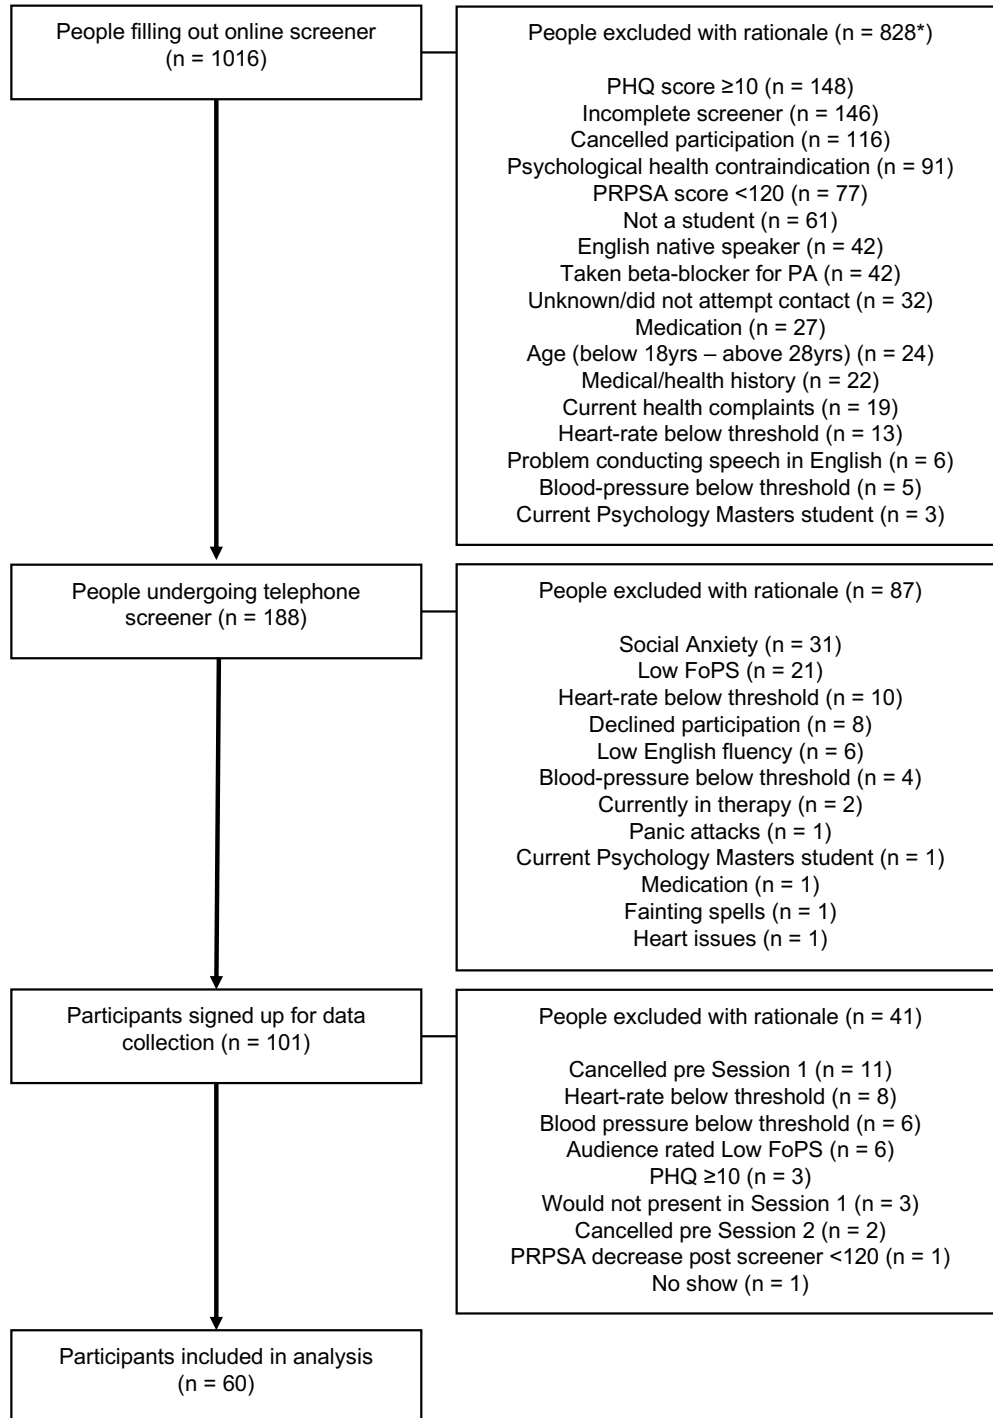 People filling out online screener
(n = 1016)
People excluded with rationale (n = 828*)
PHQ score ≥10 (n = 148)
Incomplete screener (n = 146)
Cancelled participation (n = 116)
Psychological health contraindication (n = 91)
PRPSA score <120 (n = 77)
Not a student (n = 61)
English native speaker (n = 42)
Taken beta-blocker for PA (n = 42)
Unknown/did not attempt contact (n = 32)
Medication (n = 27)
Age (below 18yrs – above 28yrs) (n = 24)
Medical/health history (n = 22)
Current health complaints (n = 19)
Heart-rate below threshold (n = 13)
Problem conducting speech in English (n = 6)
Blood-pressure below threshold (n = 5)
Current Psychology Masters student (n = 3)
People undergoing telephone
screener (n = 188)
People excluded with rationale (n = 87)
Social Anxiety (n = 31)
Low FoPS (n = 21)
Heart-rate below threshold (n = 10)
Declined participation (n = 8)
Low English fluency (n = 6)
Blood-pressure below threshold (n = 4)
Currently in therapy (n = 2)
Panic attacks (n = 1)
Current Psychology Masters student (n = 1)
Medication (n = 1)
Fainting spells (n = 1)
Heart issues (n = 1)
Participants signed up for data
collection (n = 101)
People excluded with rationale (n = 41)
Cancelled pre Session 1 (n = 11)
Heart-rate below threshold (n = 8)
Blood pressure below threshold (n = 6)
Audience rated Low FoPS (n = 6)
PHQ ≥10 (n = 3)
Would not present in Session 1 (n = 3)
Cancelled pre Session 2 (n = 2)
PRPSA decrease post screener <120 (n = 1)
No show (n = 1)
Participants included in analysis
(n = 60)